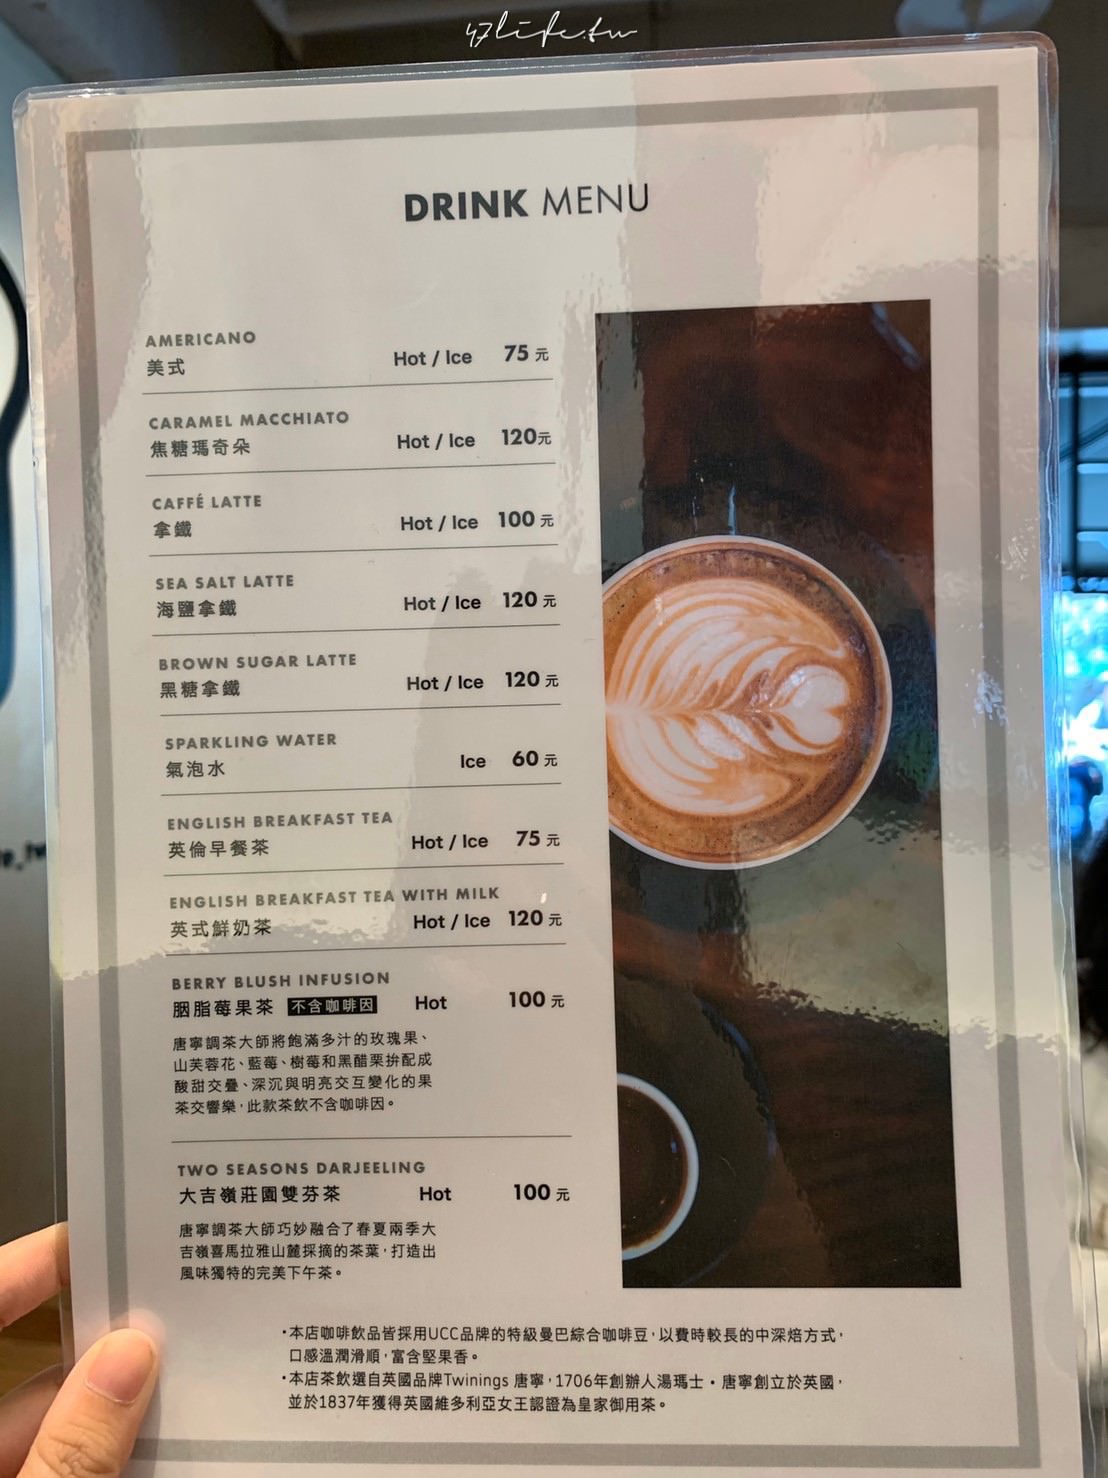 47life.tw
DRINK MENU
AMERICANO
美式 Hot / Ice 75 元
CARAMEL MACCHIATO
焦糖瑪奇朵 Hot / Ice 120元
CAFFÉ LATTE
拿鐵 Hot / Ice 100 元
SEA SALT LATTE
海鹽拿鐵 Hot / Ice 120 元
BROWN SUGAR LATTE
黑糖拿鐵 Hot / Ice 120 元
SPARKLING WATER
氣泡水 Ice 60 元
ENGLISH BREAKFAST TEA
英倫早餐茶 Hot / Ice 75 元
ENGLISH BREAKFAST TEA WITH MILK
英式鮮奶茶 Hot / Ice 120 元
BERRY BLUSH INFUSION
胭脂莓果茶 不含咖啡因 Hot 100 元
唐寧調茶大師將飽滿多汁的玫瑰果、
山芙蓉花、藍莓、樹莓和黑醋栗拚配成
酸甜交疊、深沉與明亮交互變化的果
茶交響樂，此款茶飲不含咖啡因。
TWO SEASONS DARJEELING
大吉嶺莊園雙芬茶 Hot 100 元
唐寧調茶大師巧妙融合了春夏兩季大
吉嶺喜馬拉雅山麓採摘的茶葉，打造出
風味獨特的完美下午茶。
•本店咖啡飲品皆採用UCC品牌的特級曼巴綜合咖啡豆，以費時較長的中深焙方式，
口感溫潤滑順，富含堅果香。
•本店茶飲選自英國品牌Twinings 唐寧，1706年創辦人湯瑪士•唐寧創立於英國，
並於1837年獲得英國維多利亞女王認證為皇家御用茶。